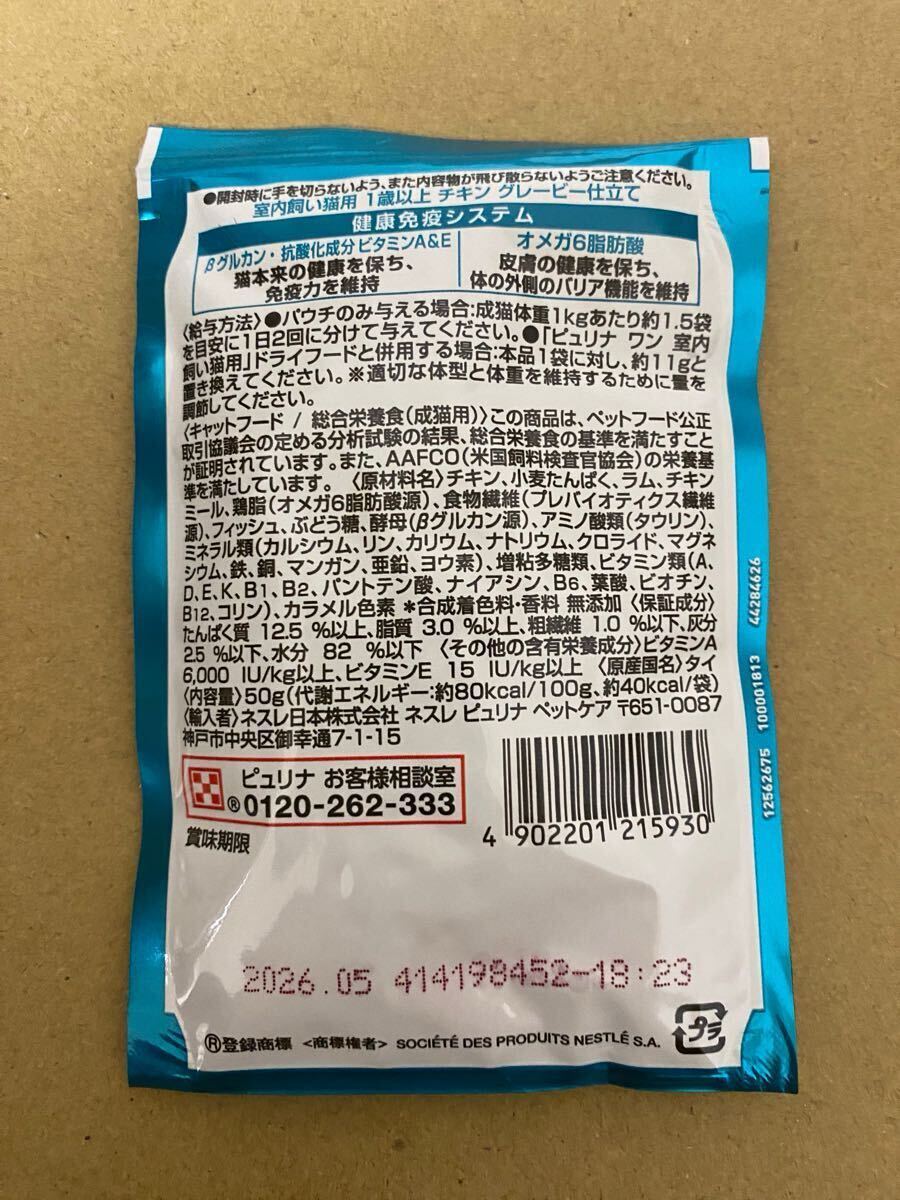 ●開封時に手を切らないよう、また内容物が飛び散らないようご注意ください。
室内飼い猫用 1歳以上 チキン グレービー仕立て
健康免疫システム
βグルカン・抗酸化成分ビタミンA&E
猫本来の健康を保ち、
免疫力を維持
オメガ6脂肪酸
皮膚の健康を保ち、
体の外側のバリア機能を維持
〈給与方法〉●パウチのみ与える場合:成猫体重1kgあたり約1.5袋
を目安に1日2回に分けて与えてください。●「ピュリナ ワン 室内
飼い猫用」ドライフードと併用する場合:本品1袋に対し、約11gと
置き換えてください。※適切な体型と体重を維持するために量を
調節してください。
〈キャットフード / 総合栄養食(成猫用)〉この商品は、ペットフード公正
取引協議会の定める分析試験の結果、総合栄養食の基準を満たすこと
が証明されています。また、AAFCO(米国飼料検査官協会)の栄養基
準を満たしています。〈原材料名〉チキン、小麦たんぱく、ラム、チキン
ミール、鶏脂(オメガ6脂肪酸源)、食物繊維(プレバイオティクス繊維
源)、フィッシュ、ぶどう糖、酵母(βグルカン源)、アミノ酸類(タウリン)、
ミネラル類(カルシウム、リン、カリウム、ナトリウム、クロライド、マグネ
シウム、鉄、銅、マンガン、亜鉛、ヨウ素)、増粘多糖類、ビタミン類(A、
D、E、K、B1、B2、パントテン酸、ナイアシン、B6、葉酸、ビオチン、
B12、コリン)、カラメル色素 *合成着色料・香料 無添加 〈保証成分〉
たんぱく質 12.5 %以上、脂質 3.0 %以上、粗繊維 1.0 %以下、灰分
2.5 %以下、水分 82 %以下 〈その他の含有栄養成分〉ビタミンA
6,000 IU/kg以上、ビタミンE 15 IU/kg以上 〈原産国名〉タイ
〈内容量〉50g(代謝エネルギー:約80kcal/100g、約40kcal/袋)
〈輸入者〉ネスレ日本株式会社 ネスレ ピュリナ ペットケア 〒651-0087
神戸市中央区御幸通7-1-15
ピュリナ お客様相談室
®0120-262-333
賞味期限
4 902201 215930
12562675 100001813 44284626
2026.05 414198452-18:23
®登録商標 <商標権者> SOCIÉTÉ DES PRODUITS NESTLÉ S.A.
プラ